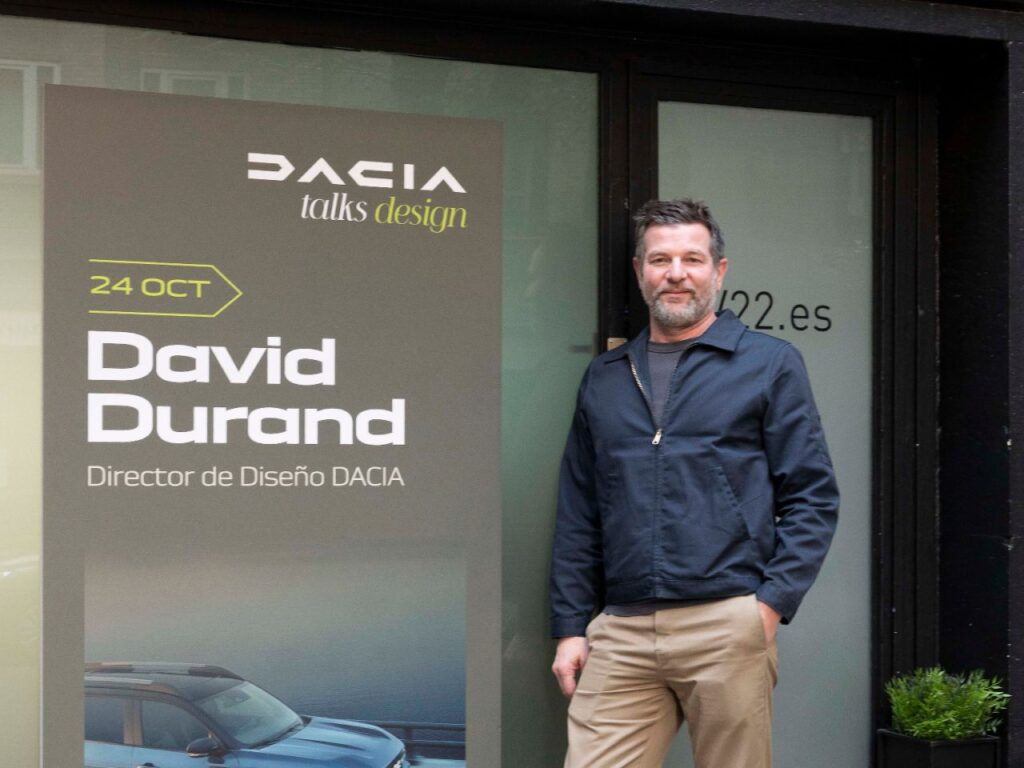 DACIA
talks design
24 OCT
David
Durand
Director de Diseño DACIA
22.es